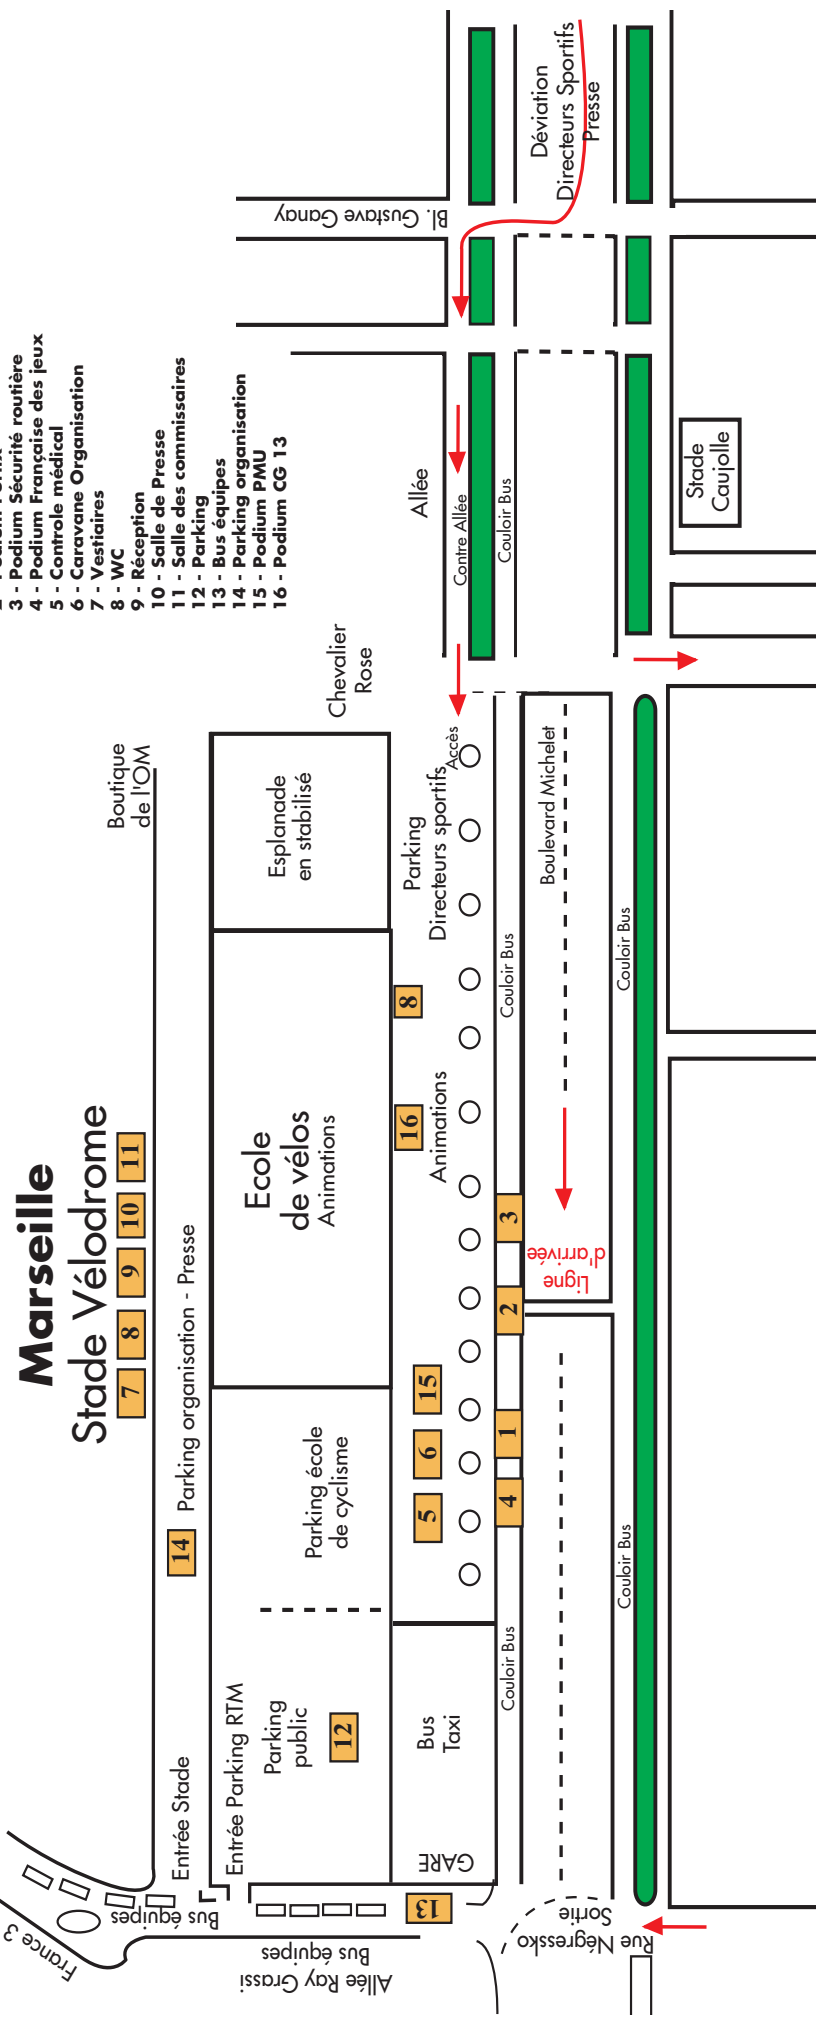 Marseille
Stade Vélodrome
7
8
9
10
11
3 - Podium Sécurité routière
4 - Podium Française des jeux
5 - Controle médical
6 - Caravane Organisation
7 - Vestiaires
8 - WC
9 - Réception
10 - Salle de Presse
11 - Salle des commissaires
12 - Parking
13 - Bus équipes
14 - Parking organisation
15 - Podium PMU
16 - Podium CG 13
France 3
Bus équipes
Boutique
de l'OM
Entrée Stade
14
Parking organisation - Presse
Entrée Parking RTM
Parking
public
12
Parking école
de cyclisme
Ecole
de vélos
Animations
Esplanade
en stabilisé
Chevalier
Rose
Bl. Gustave Ganay
Allée Ray Grassi
Bus équipes
13
GARE
Bus
Taxi
5
6
15
16
Animations
8
Parking
Directeurs sportifs
Accès
Allée
Contre Allée
Couloir Bus
Couloir Bus
4
1
2
3
Couloir Bus
Couloir Bus
Déviation
Directeurs Sportifs
Presse
Ligne
d'arrivée
Boulevard Michelet
Rue Négressko
Sortie
Couloir Bus
Couloir Bus
Stade
Caujolle